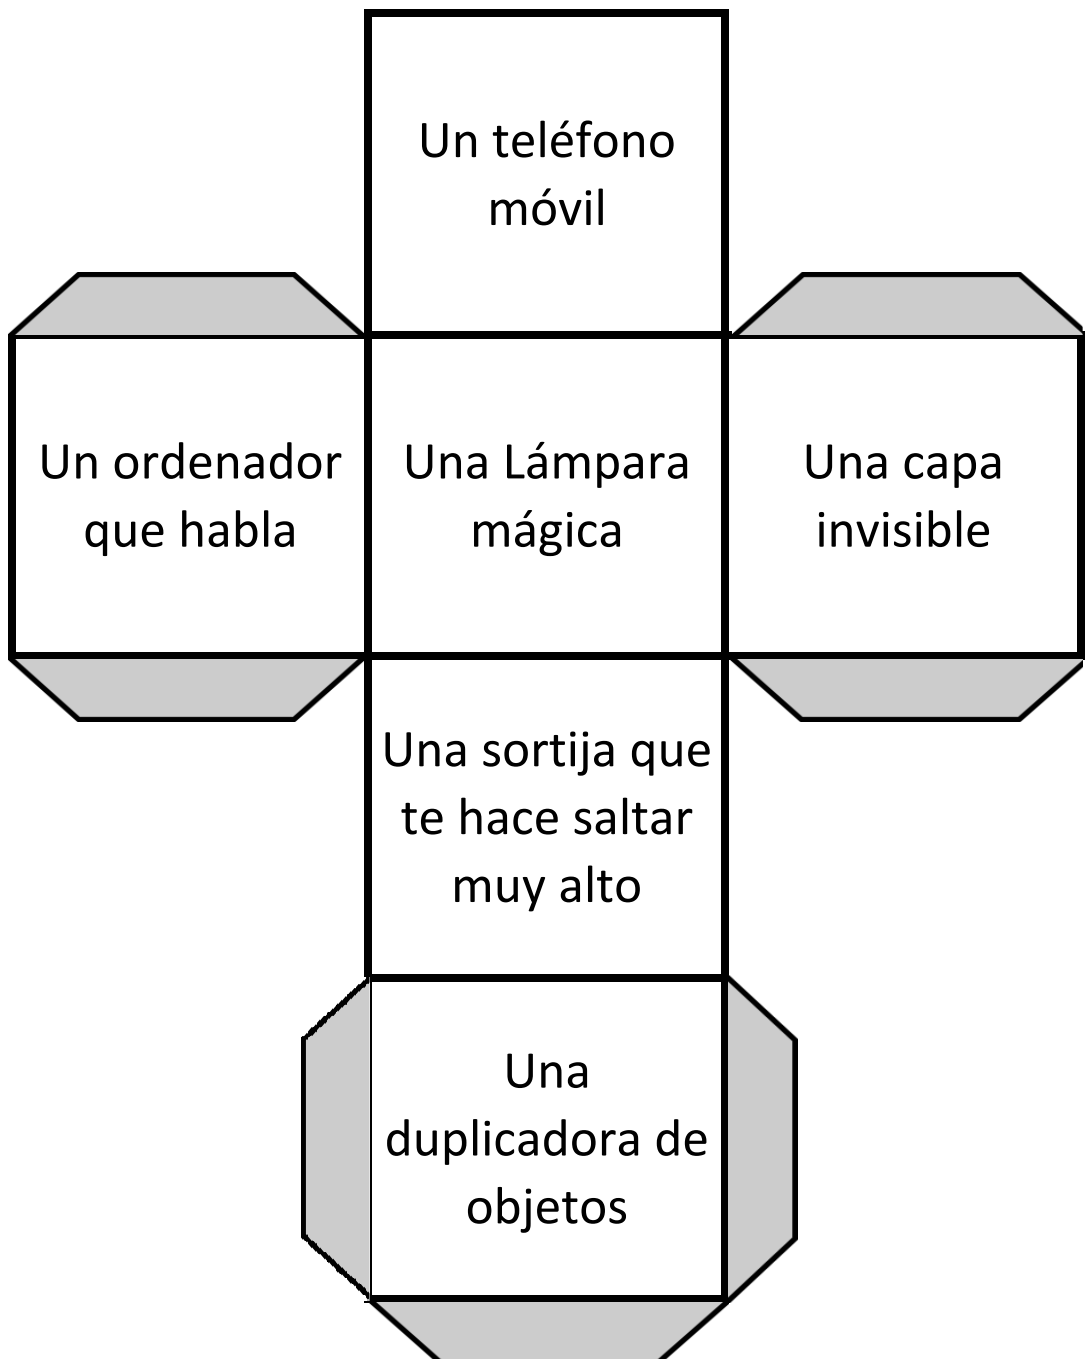 Un teléfono
móvil
Un ordenador
que habla
Una Lámpara
mágica
Una capa
invisible
Una sortija que
te hace saltar
muy alto
Una
duplicadora de
objetos